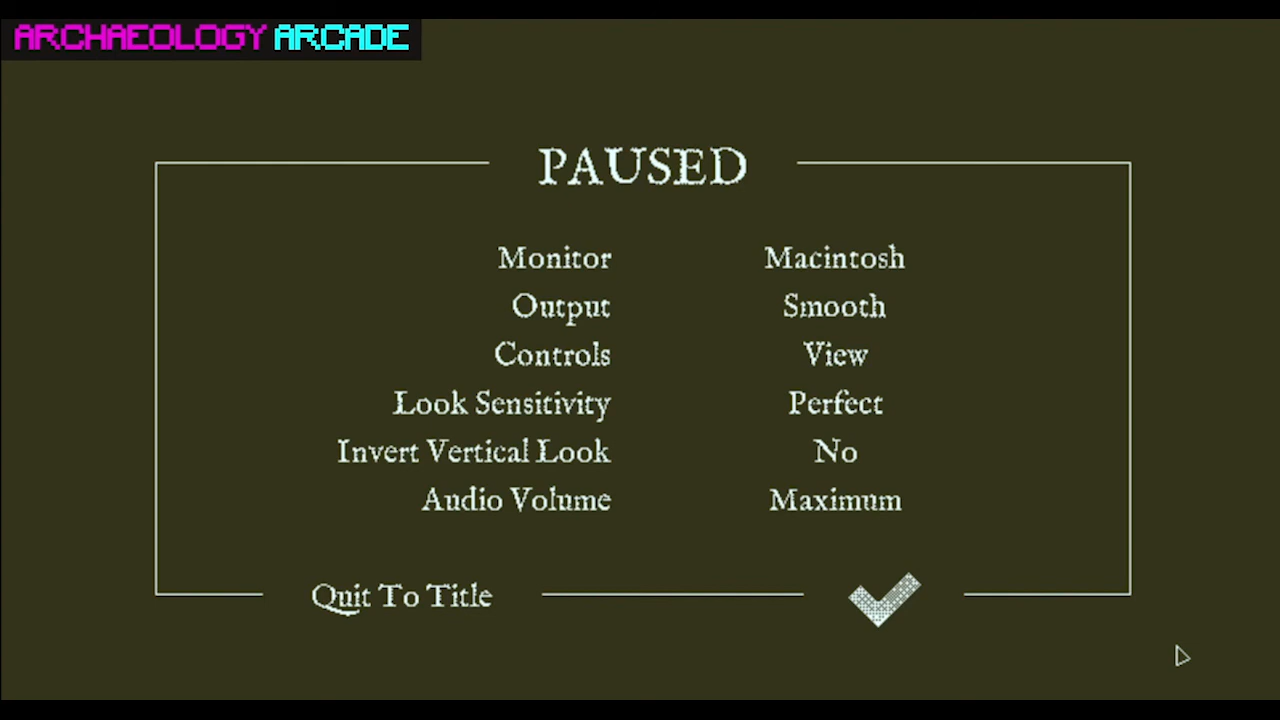 ARCHAEOLOGY ARCADE
PAUSED
Monitor Macintosh
Output Smooth
Controls View
Look Sensitivity Perfect
Invert Vertical Look No
Audio Volume Maximum
Quit To Title